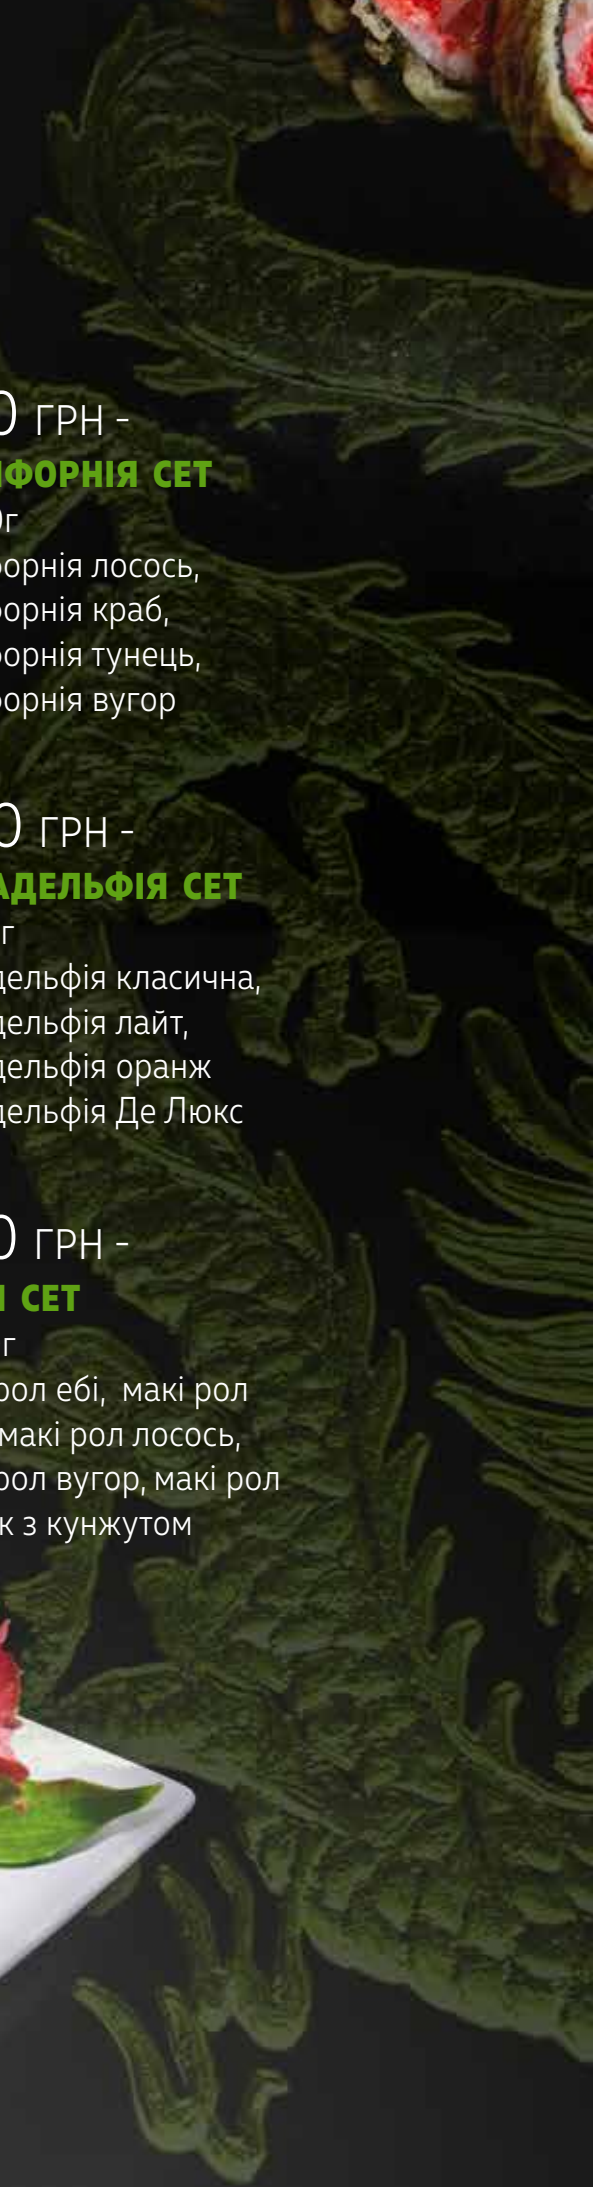 0 ГРН -
ФОРНІЯ СЕТ
г
орнія лосось,
орнія краб,
орнія тунець,
орнія вугор
0 ГРН -
АДЕЛЬФІЯ СЕТ
г
дельфія класична,
дельфія лайт,
дельфія оранж
дельфія Де Люкс
0 ГРН -
СЕТ
г
рол ебі, макі рол
макі рол лосось,
рол вугор, макі рол
к з кунжутом